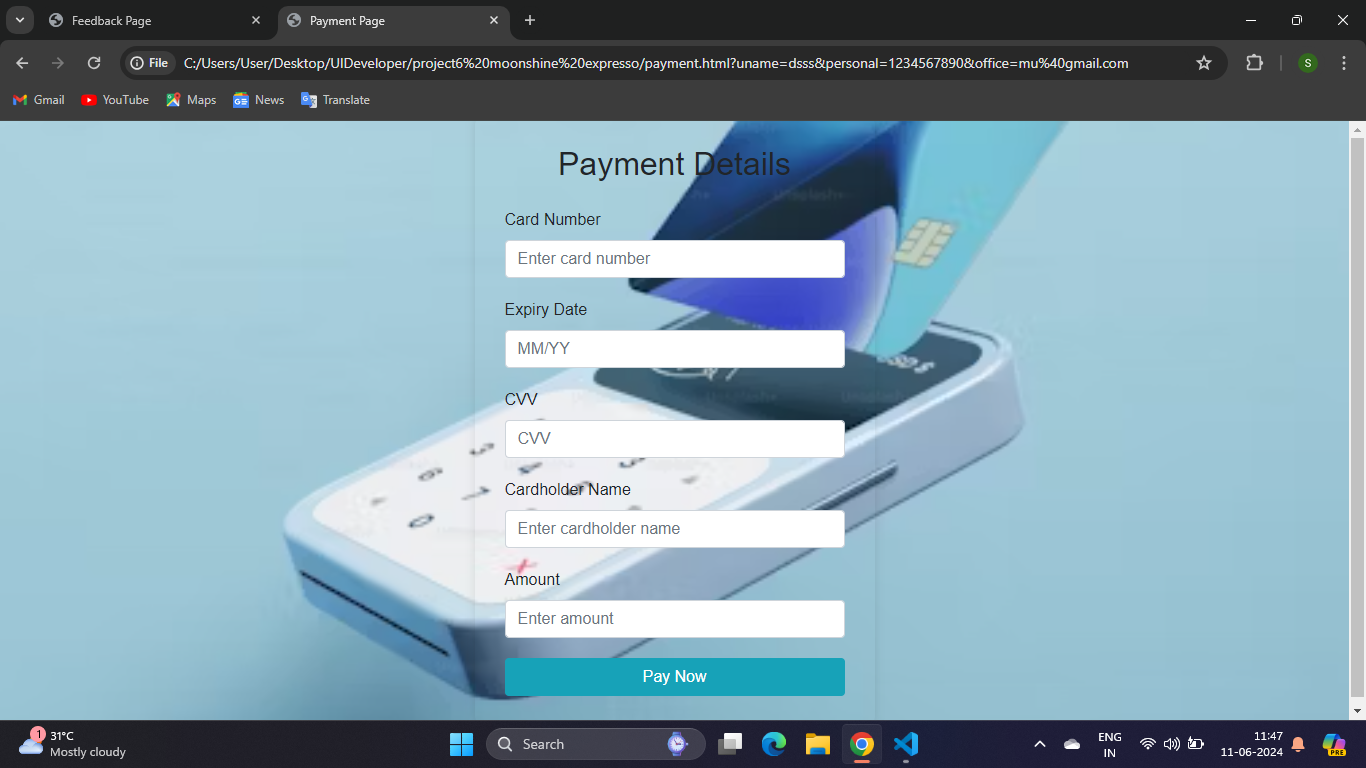 Feedback Page
Payment Page
File
C:/Users/User/Desktop/UIDeveloper/project6%20moonshine%20expresso/payment.html?uname=dsss&personal=1234567890&office=mu%40gmail.com
S
Gmail
YouTube
Maps
News
Translate
Payment Details
Card Number
Enter card number
Expiry Date
MM/YY
CVV
CVV
Cardholder Name
Enter cardholder name
Amount
Enter amount
Pay Now
1
31°C
Mostly cloudy
Search
ENG
IN
11:47
11-06-2024
PRE